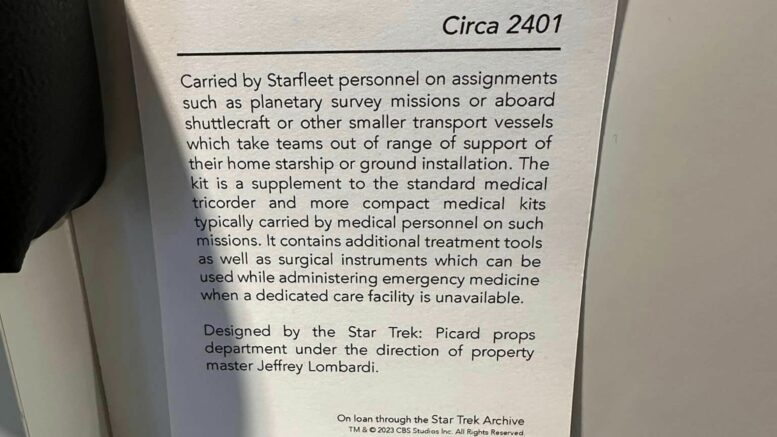 Circa 2401
Carried by Starfleet personnel on assignments
such as planetary survey missions or aboard
shuttlecraft or other smaller transport vessels
which take teams out of range of support of
their home starship or ground installation. The
kit is a supplement to the standard medical
tricorder and more compact medical kits
typically carried by medical personnel on such
missions. It contains additional treatment tools
as well as surgical instruments which can be
used while administering emergency medicine
when a dedicated care facility is unavailable.
Designed by the Star Trek: Picard props
department under the direction of property
master Jeffrey Lombardi.
On loan through the Star Trek Archive
TM & © 2023 CBS Studios Inc. All Rights Reserved.